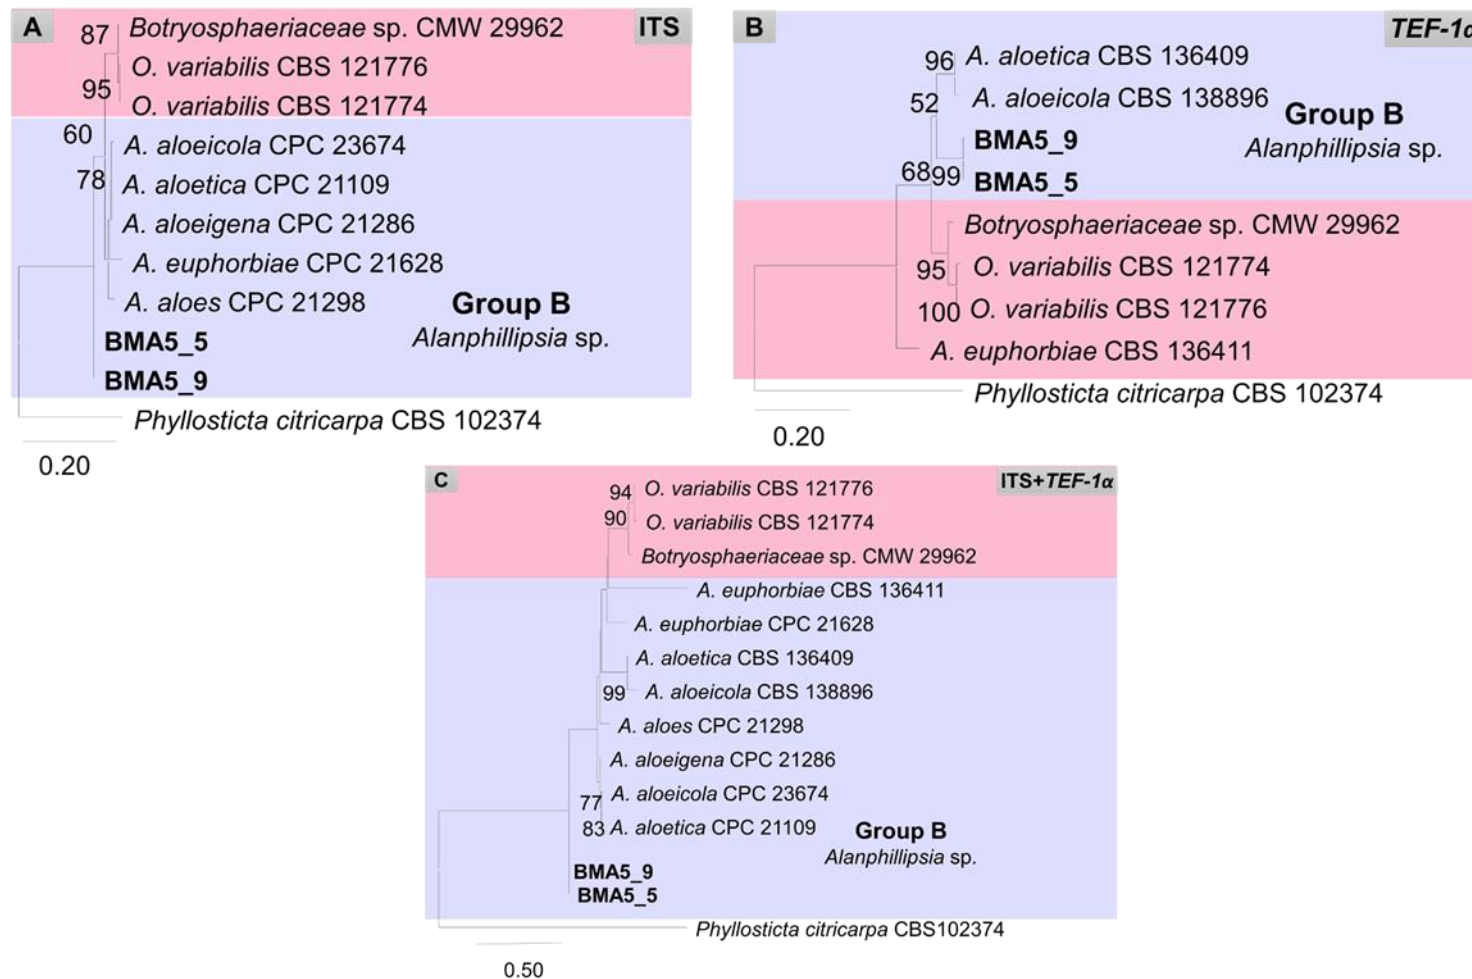 A
ITS
87
Botryosphaeriaceae sp. CMW 29962
O. variabilis CBS 121776
95
O. variabilis CBS 121774
60
A. aloeicola CPC 23674
78
A. aloetica CPC 21109
A. aloeigena CPC 21286
A. euphorbiae CPC 21628
A. aloes CPC 21298
Group B
Alanphillipsia sp.
BMA5_5
BMA5_9
Phyllosticta citricarpa CBS 102374
0.20
B
TEF-1α
96
A. aloetica CBS 136409
52
A. aloeicola CBS 138896
Group B
Alanphillipsia sp.
BMA5_9
68
99
BMA5_5
Botryosphaeriaceae sp. CMW 29962
95
O. variabilis CBS 121774
100
O. variabilis CBS 121776
A. euphorbiae CBS 136411
Phyllosticta citricarpa CBS 102374
0.20
C
ITS+TEF-1α
94
O. variabilis CBS 121776
90
O. variabilis CBS 121774
Botryosphaeriaceae sp. CMW 29962
A. euphorbiae CBS 136411
A. euphorbiae CPC 21628
A. aloetica CBS 136409
99
A. aloeicola CBS 138896
A. aloes CPC 21298
A. aloeigena CPC 21286
77
A. aloeicola CPC 23674
83
A. aloetica CPC 21109
Group B
Alanphillipsia sp.
BMA5_9
BMA5_5
Phyllosticta citricarpa CBS102374
0.50